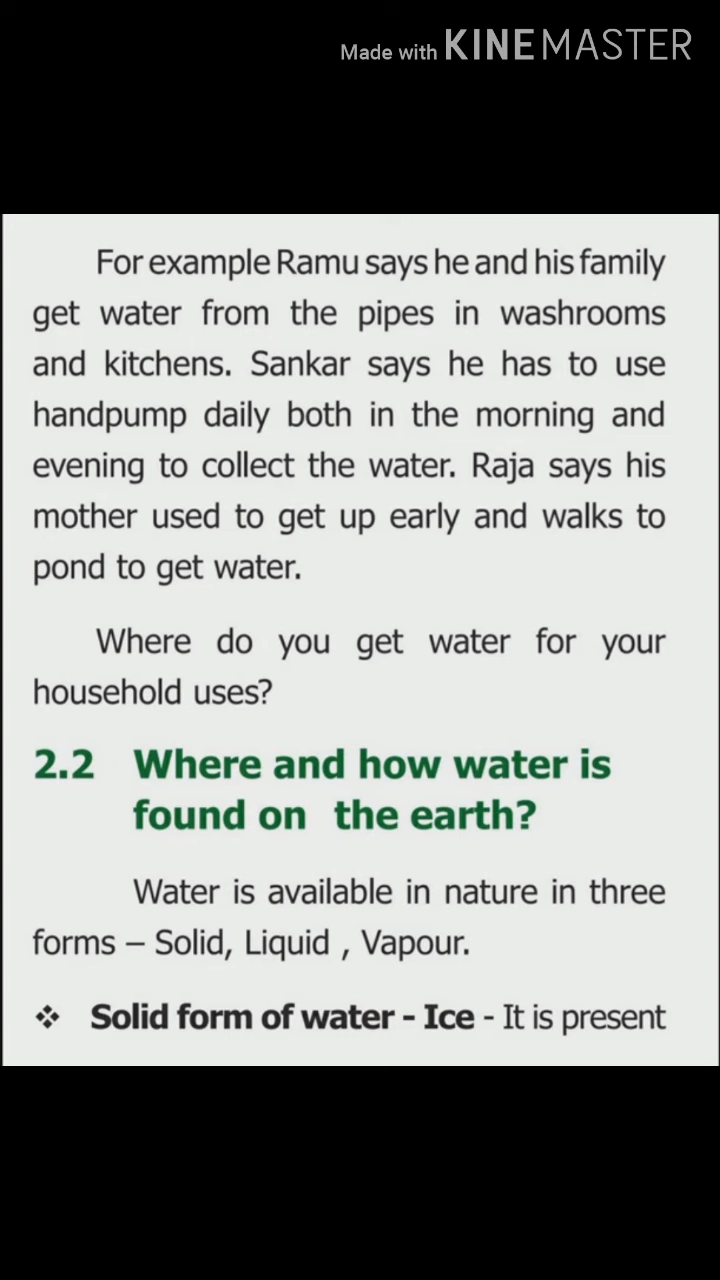 Made with KINEMASTER
For example Ramu says he and his family
get water from the pipes in washrooms
and kitchens. Sankar says he has to use
handpump daily both in the morning and
evening to collect the water. Raja says his
mother used to get up early and walks to
pond to get water.
Where do you get water for your
household uses?
2.2 Where and how water is
found on the earth?
Water is available in nature in three
forms – Solid, Liquid , Vapour.
❖ Solid form of water - Ice - It is present